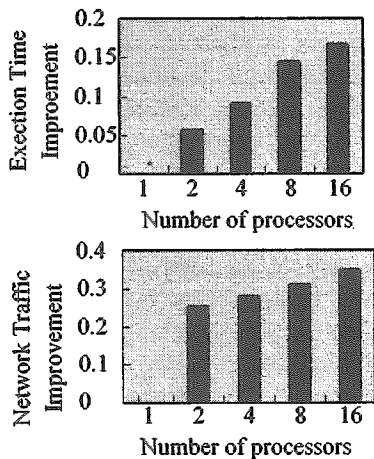 Exection Time
Improement
0.2
0.15
0.1
0.05
0
1 2 4 8 16
Number of processors
Network Traffic
Improvement
0.4
0.3
0.2
0.1
0
1 2 4 8 16
Number of processors